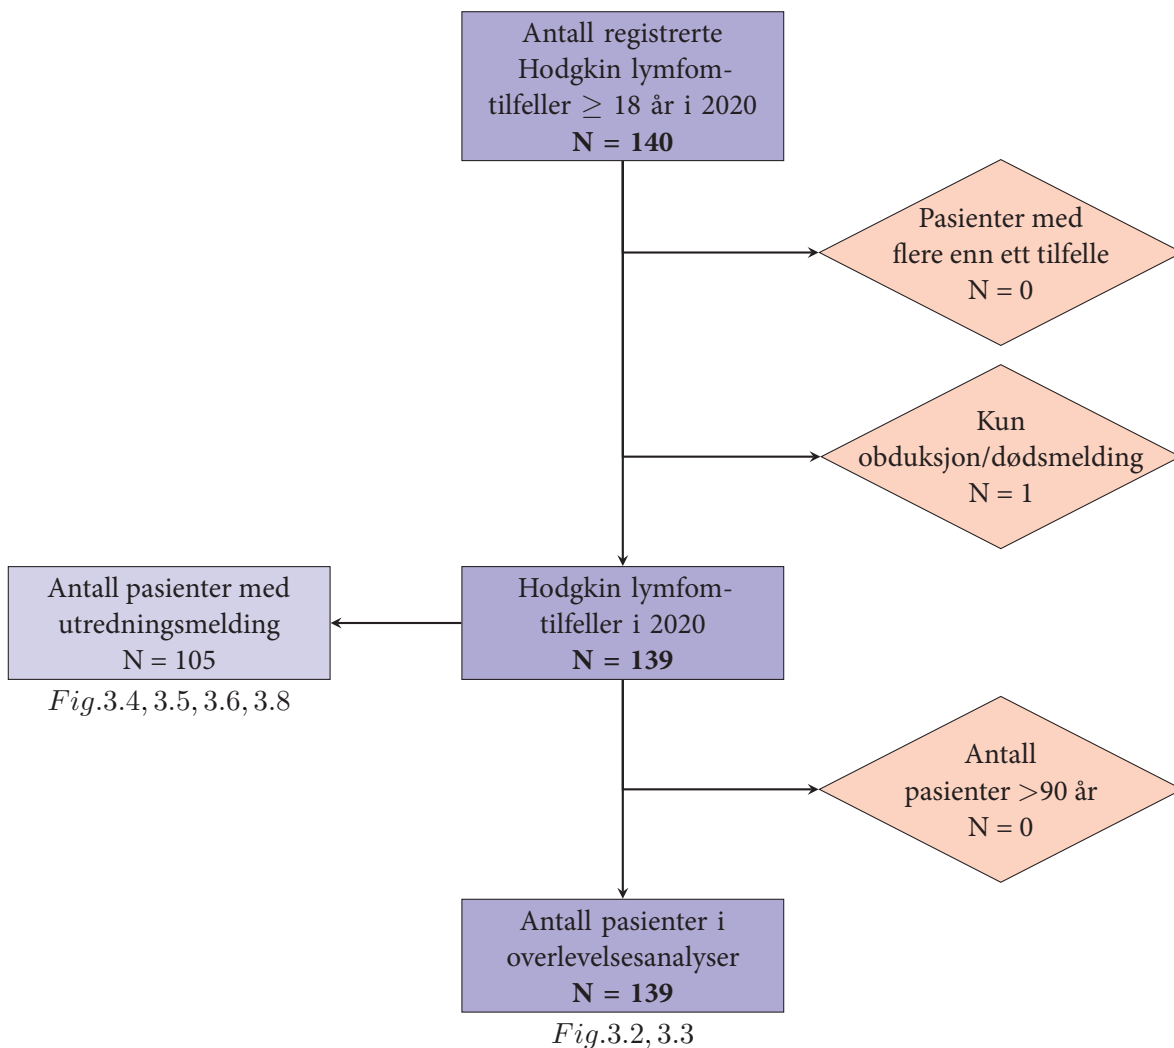 Antall registrerte
Hodgkin lymfom-
tilfeller ≥ 18 år i 2020
N = 140
Pasienter med
flere enn ett tilfelle
N = 0
Kun
obduksjon/dødsmelding
N = 1
Antall pasienter med
utredningsmelding
N = 105
Fig.3.4, 3.5, 3.6, 3.8
Hodgkin lymfom-
tilfeller i 2020
N = 139
Antall
pasienter >90 år
N = 0
Antall pasienter i
overlevelsesanalyser
N = 139
Fig.3.2, 3.3